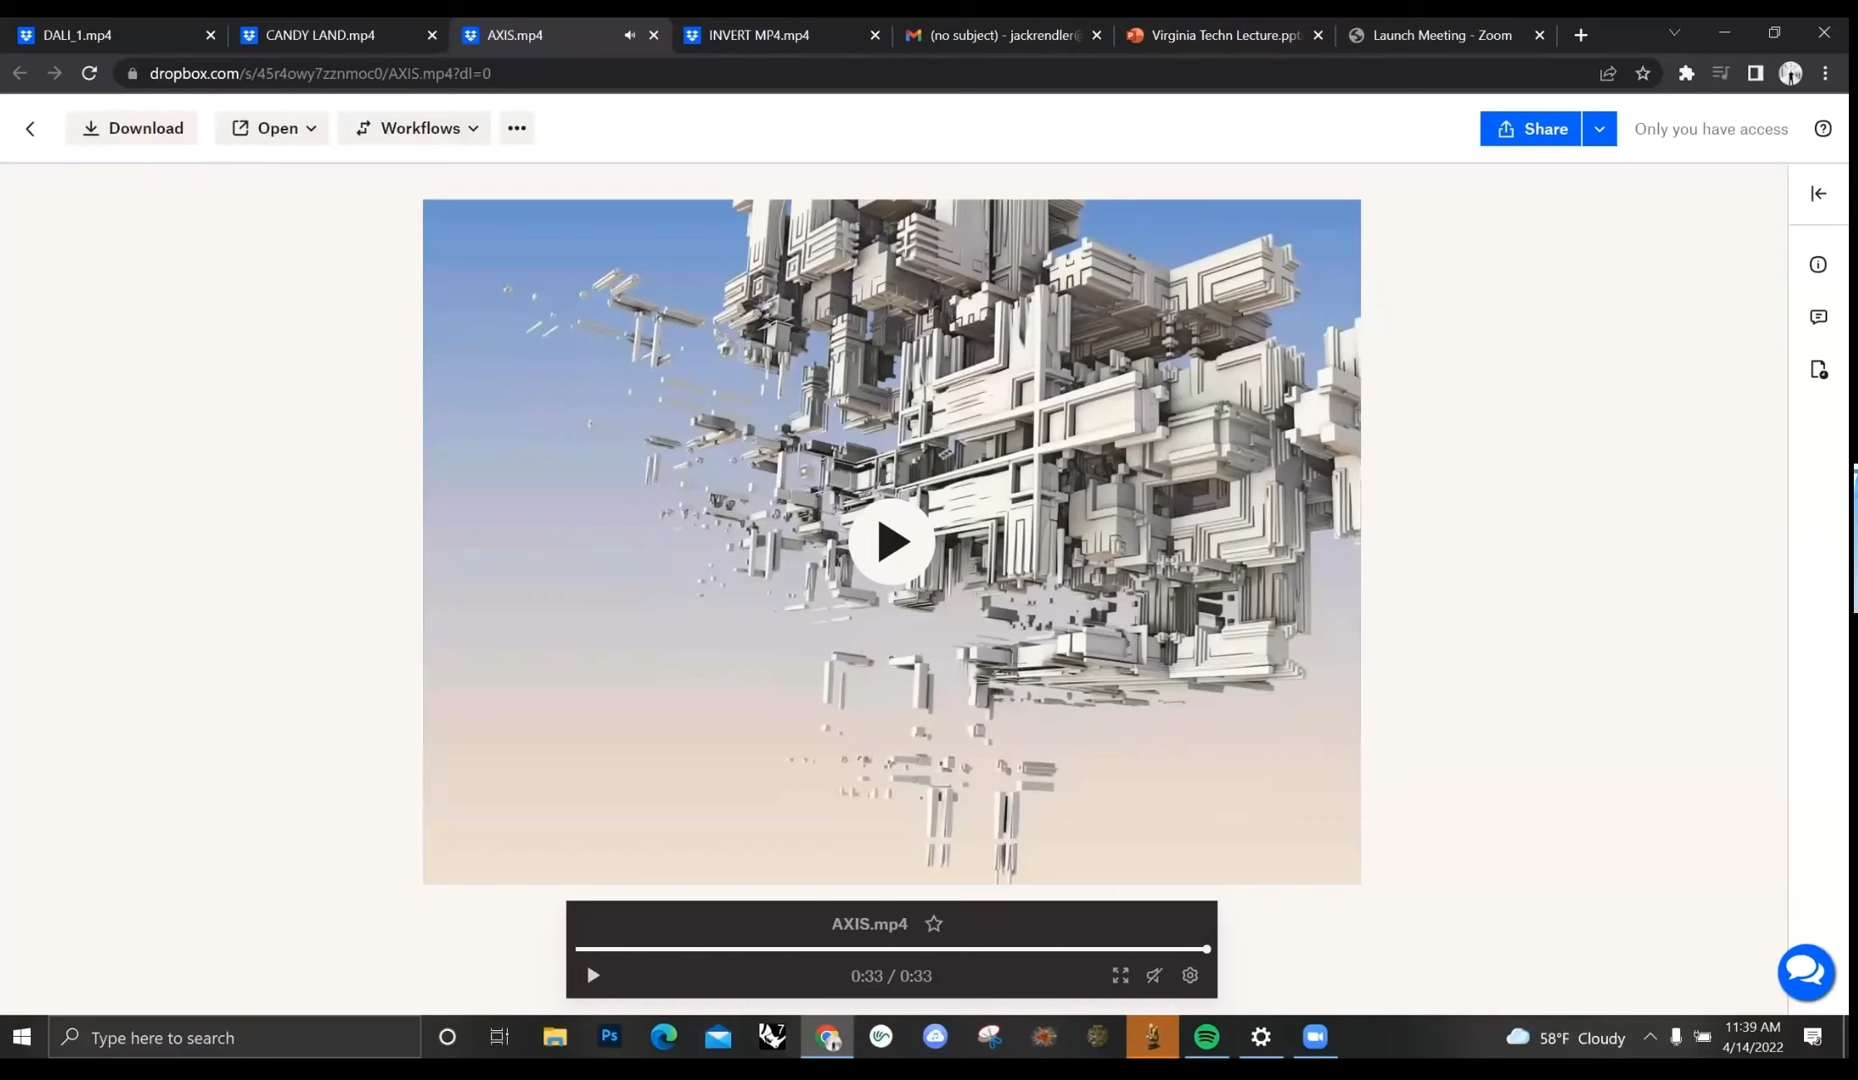 DALI_1.mp4
CANDY LAND.mp4
AXIS.mp4
INVERT MP4.mp4
(no subject) - jackrendler@
Virginia Techn Lecture.ppt
Launch Meeting - Zoom
dropbox.com/s/45r4owy7zznmoc0/AXIS.mp4?dl=0
Download
Open
Workflows
Share
Only you have access
AXIS.mp4
0:33 / 0:33
Type here to search
Ps
7
58°F Cloudy
11:39 AM
4/14/2022